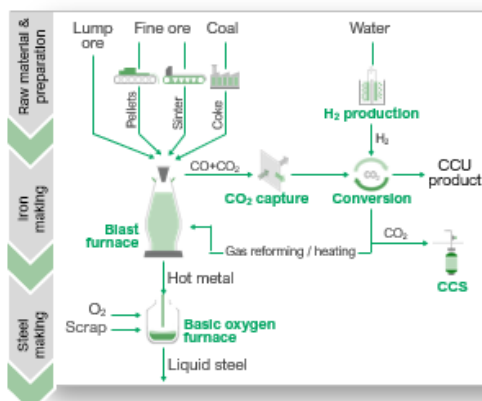 Raw material &
preparation
Iron
making
Steel
making
Lump
ore
Fine ore
Coal
Water
Pellets
Sinter
Coke
H₂ production
H₂
CO+CO₂
CO₂ capture
CO₂
Conversion
CCU
product
Blast
furnace
Gas reforming / heating
CO₂
CCS
Hot metal
O₂
Scrap
Basic oxygen
furnace
Liquid steel